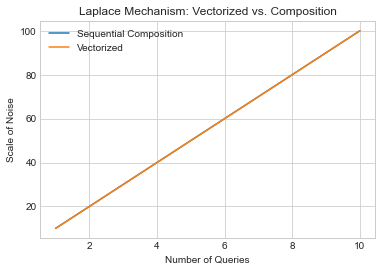 Laplace Mechanism: Vectorized vs. Composition
Sequential Composition
Vectorized
Scale of Noise
100
80
60
40
20
2
4
6
8
10
Number of Queries